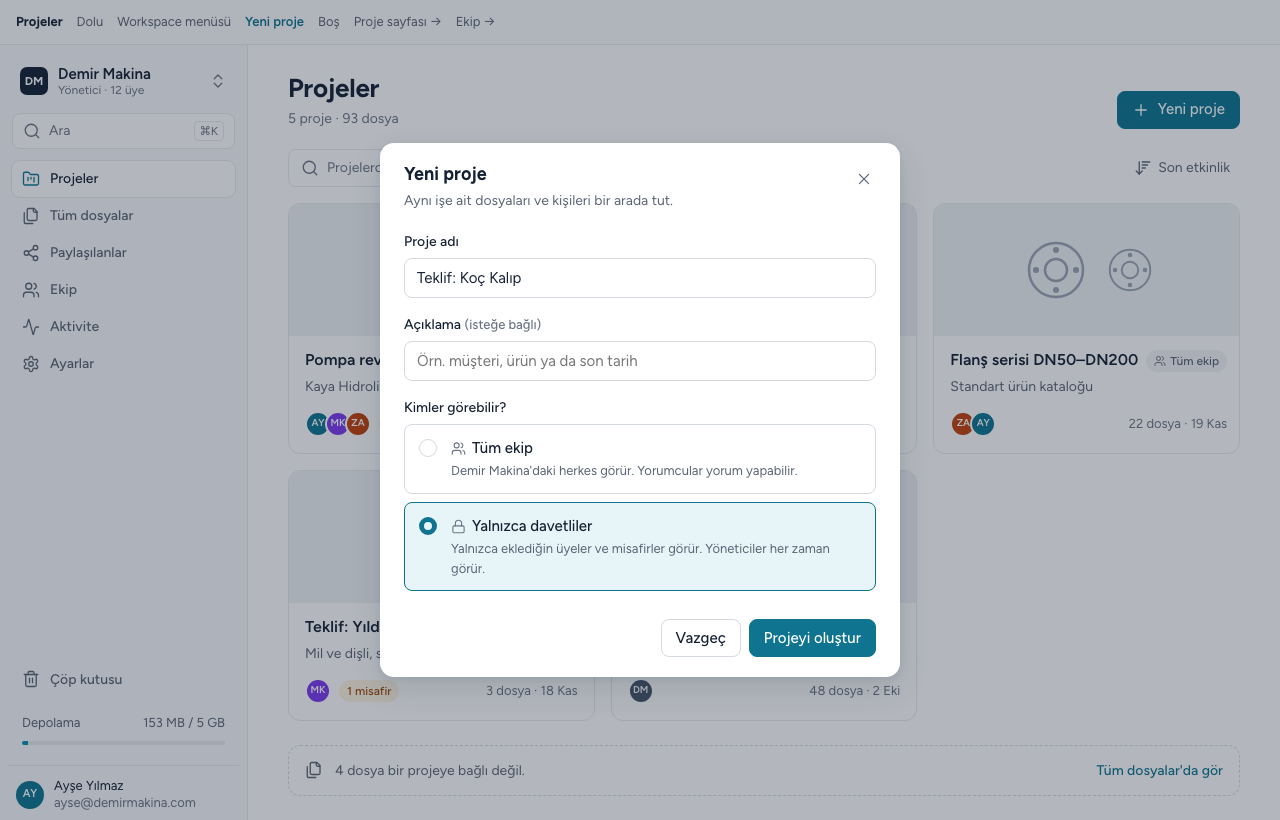 Projeler Dolu Workspace menüsü Yeni proje Boş Proje sayfası → Ekip →
DM Demir Makina
Yönetici · 12 üye
Ara ⌘K
Projeler
Tüm dosyalar
Paylaşılanlar
Ekip
Aktivite
Ayarlar
Çöp kutusu
Depolama 153 MB / 5 GB
AY Ayşe Yılmaz
ayse@demirmakina.com
Projeler
5 proje · 93 dosya
Yeni proje
Son etkinlik
Yeni proje
Aynı işe ait dosyaları ve kişileri bir arada tut.
Proje adı
Teklif: Koç Kalıp
Açıklama (isteğe bağlı)
Örn. müşteri, ürün ya da son tarih
Kimler görebilir?
Tüm ekip
Demir Makina'daki herkes görür. Yorumcular yorum yapabilir.
Yalnızca davetliler
Yalnızca eklediğin üyeler ve misafirler görür. Yöneticiler her zaman
görür.
Vazgeç Projeyi oluştur
Pompa
AY MK ZA
Flanş serisi DN50–DN200 Tüm ekip
Standart ürün kataloğu
ZA AY 22 dosya · 19 Kas
Teklif:
Mil ve dişli,
MK 1 misafir 3 dosya · 18 Kas
DM 48 dosya · 2 Eki
4 dosya bir projeye bağlı değil. Tüm dosyalar'da gör